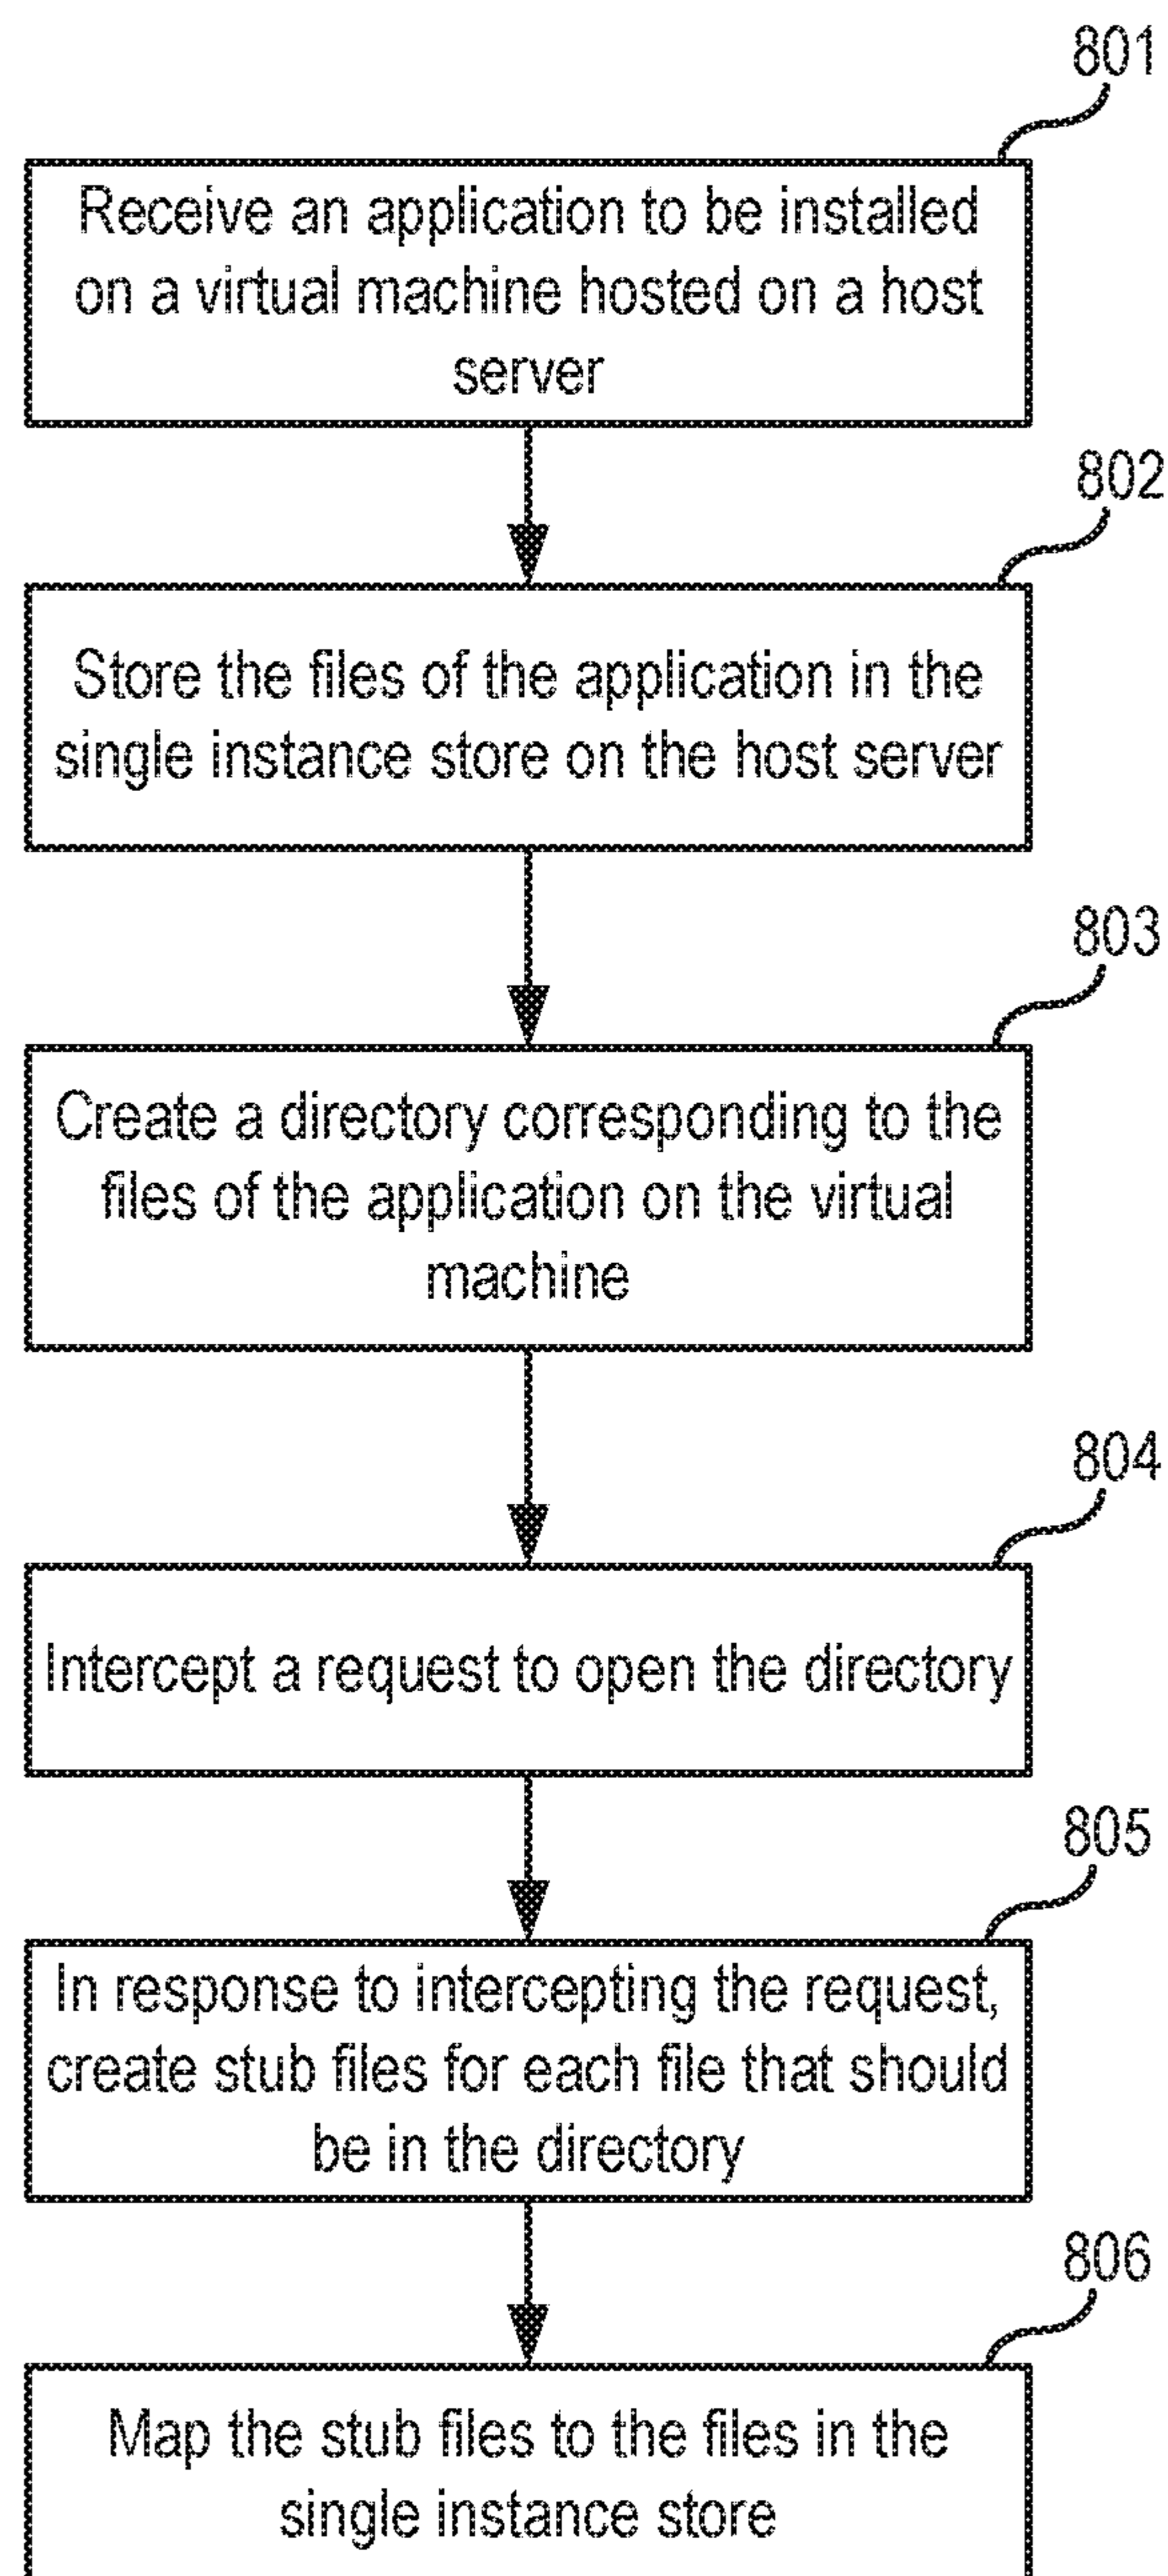 801
Receive an application to be installed
on a virtual machine hosted on a host
server
802
Store the files of the application in the
single instance store on the host server
803
Create a directory corresponding to the
files of the application on the virtual
machine
804
Intercept a request to open the directory
805
In response to intercepting the request,
create stub files for each file that should
be in the directory
806
Map the stub files to the files in the
single instance store